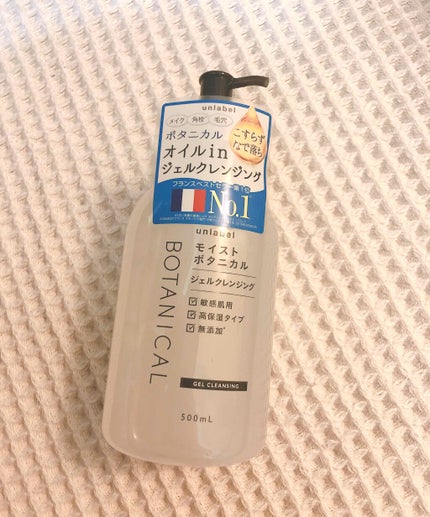 unlabel
メイク 角栓 毛穴
こすらず
なで落ち
ボタニカル
オイルin
ジェルクレンジング
フランスベストセラー第1位
No.1
unlabel
BOTANICAL
モイスト
ボタニカル
ジェルクレンジング
敏感肌用
高保湿タイプ
無添加*
GEL CLEANSING
500mL